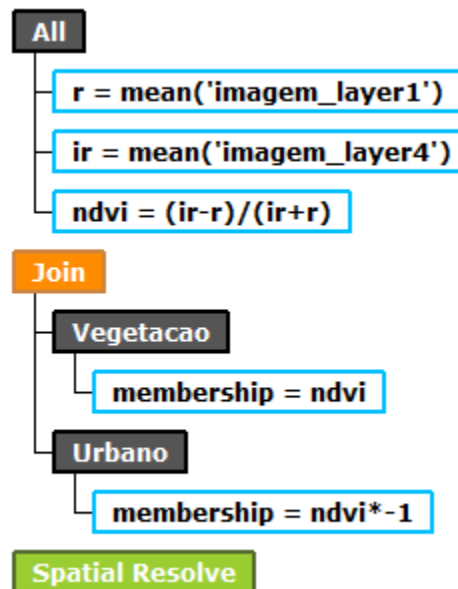 All
r = mean('imagem_layer1')
ir = mean('imagem_layer4')
ndvi = (ir-r)/(ir+r)
Join
Vegetacao
membership = ndvi
Urbano
membership = ndvi*-1
Spatial Resolve